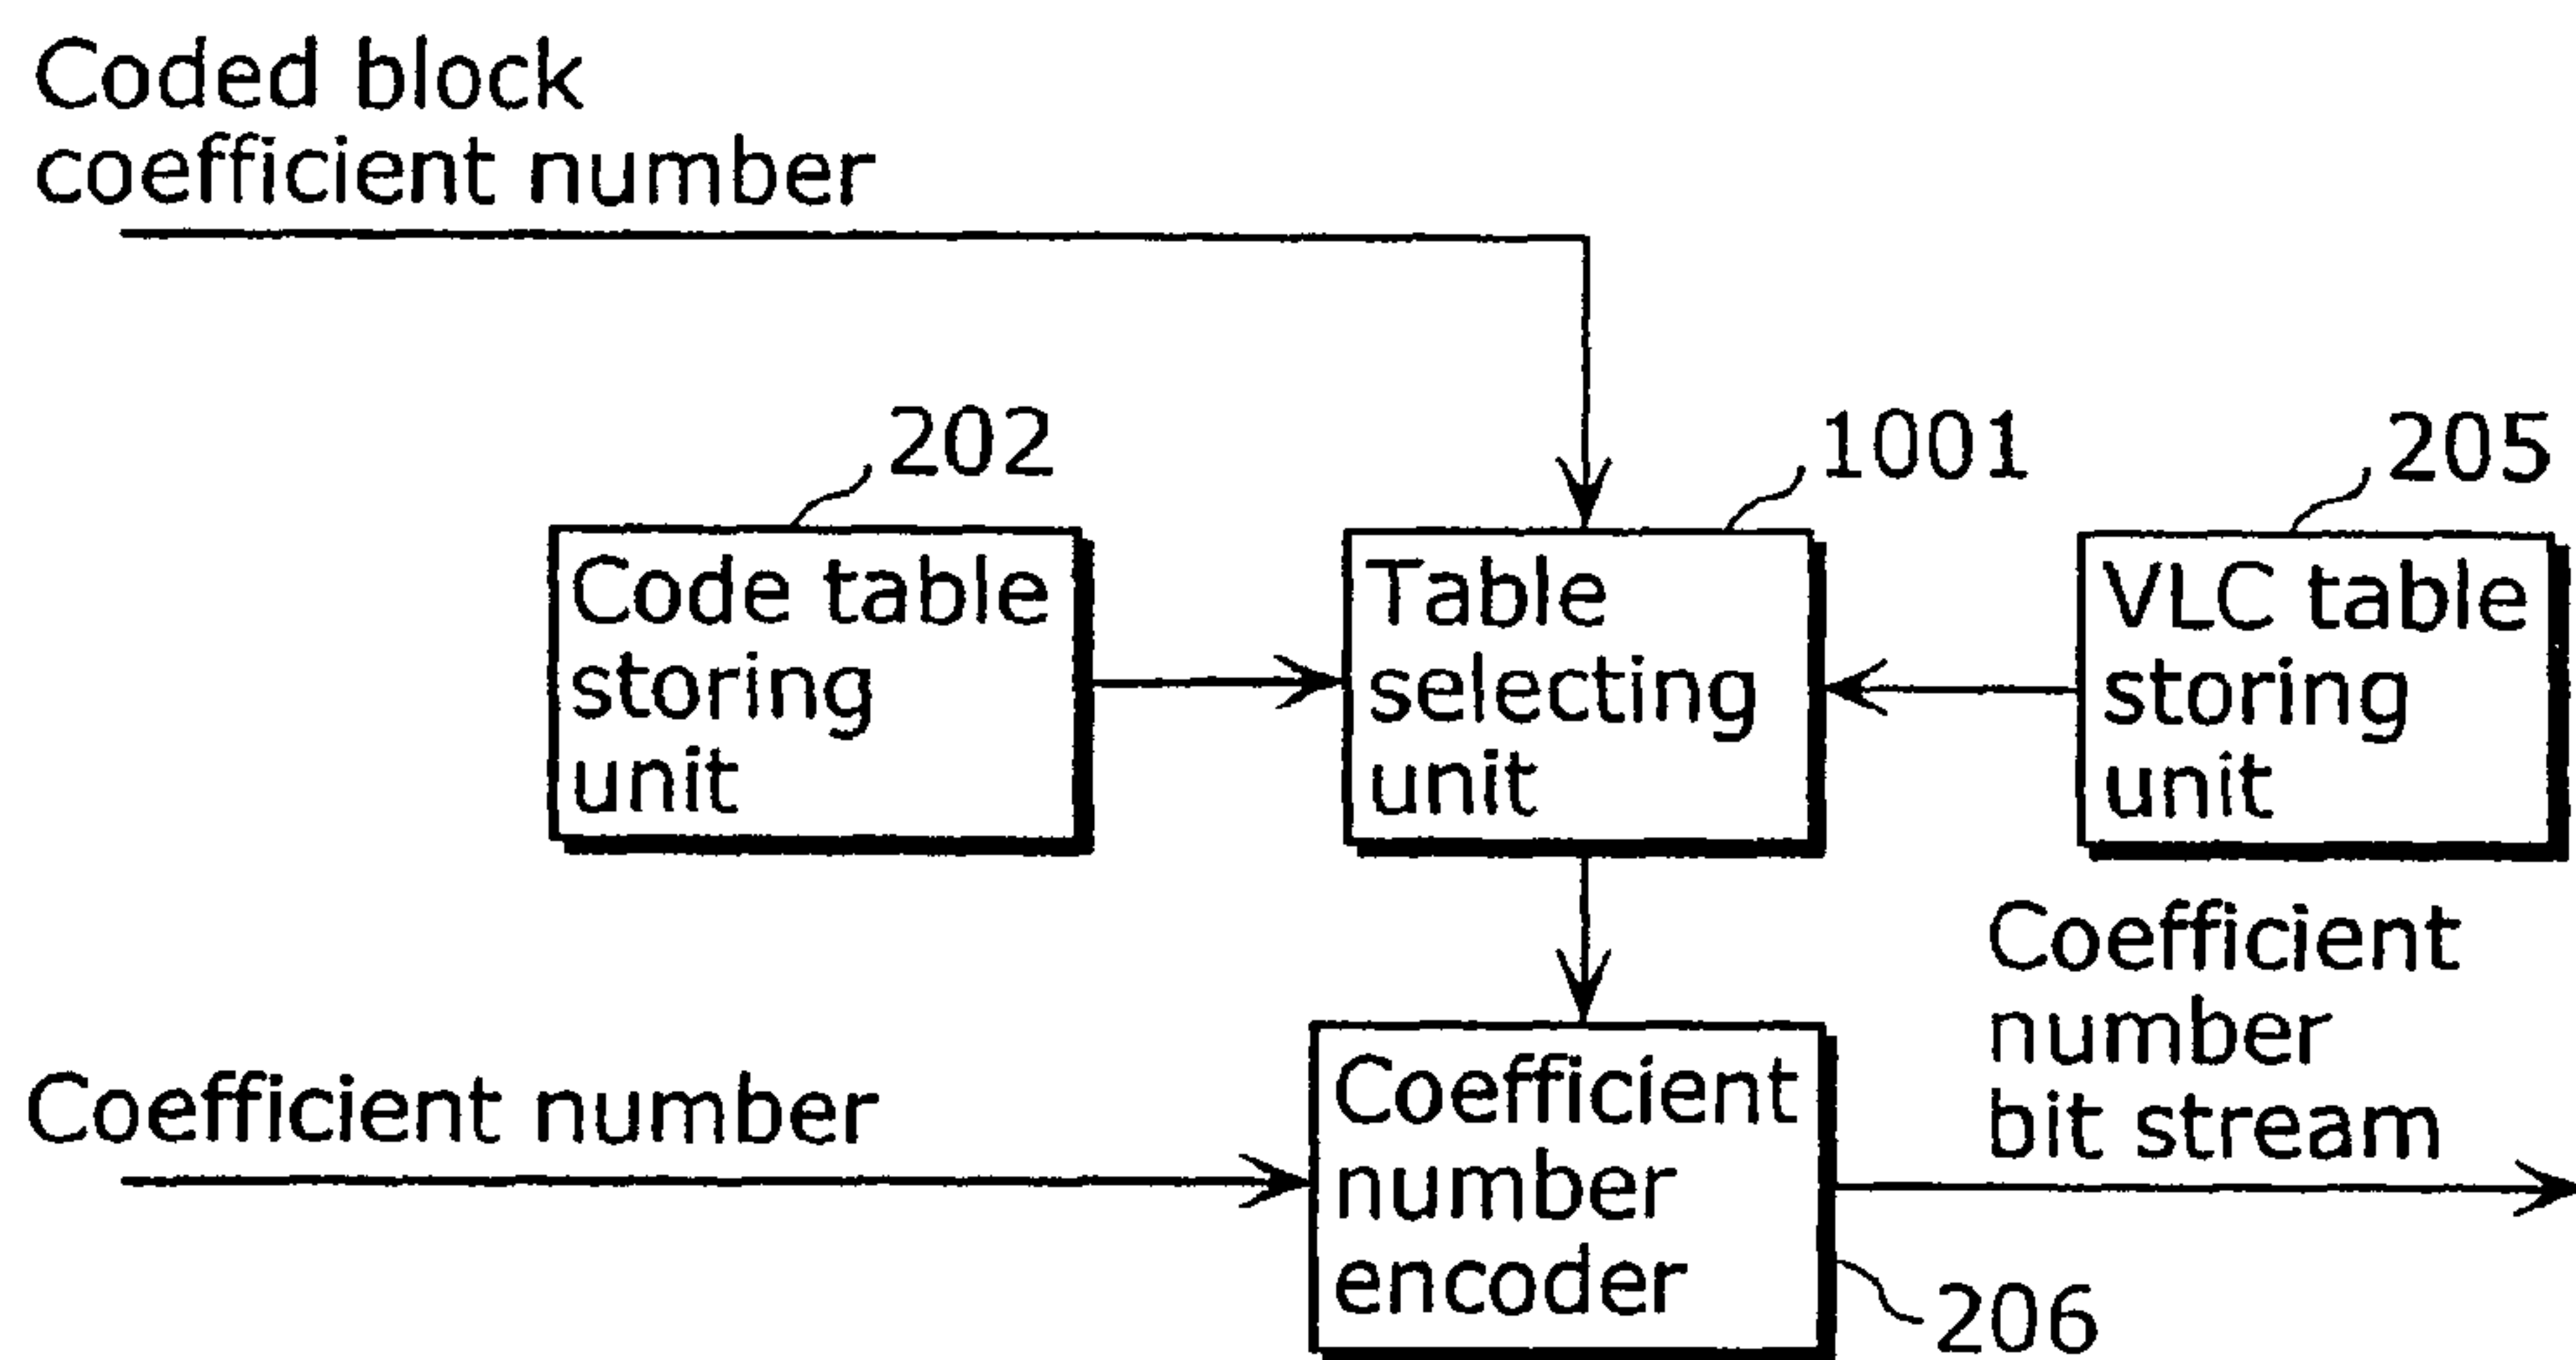 Coded block
coefficient number
202
1001
205
Code table
storing
unit
Table
selecting
unit
VLC table
storing
unit
Coefficient number
Coefficient
number
encoder
Coefficient
number
bit stream
206